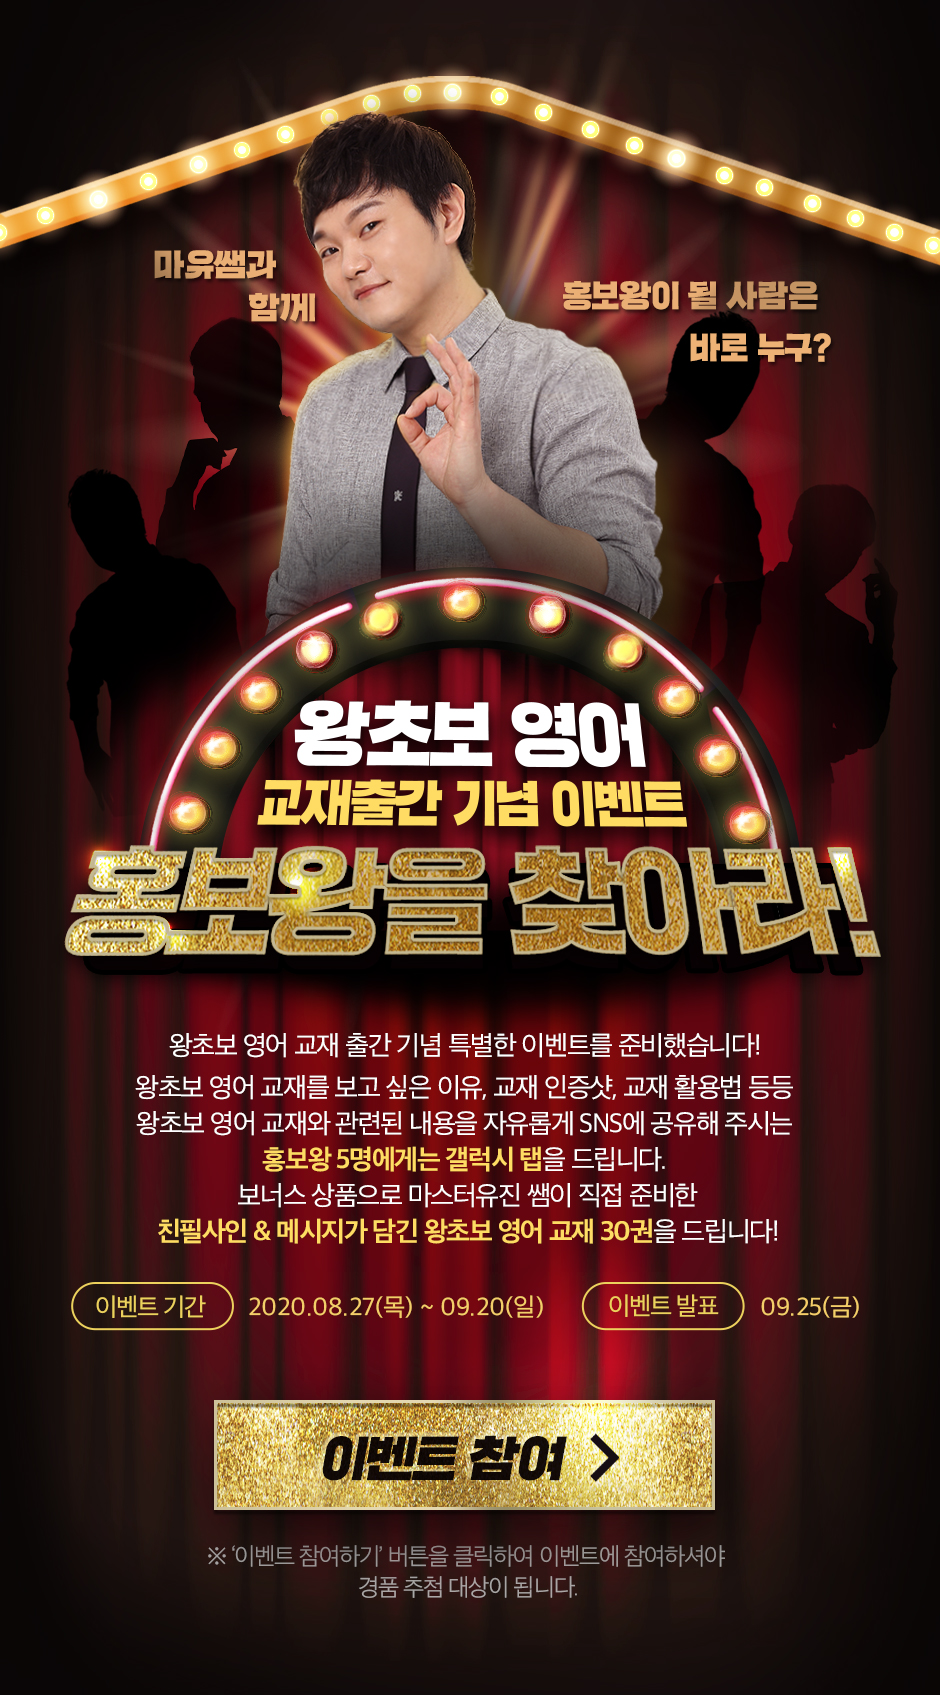 마유쌤과
함께
홍보왕이 될 사람은
바로 누구?
왕초보 영어
교재출간 기념 이벤트
홍보왕을 찾아라!
왕초보 영어 교재 출간 기념 특별한 이벤트를 준비했습니다!
왕초보 영어 교재를 보고 싶은 이유, 교재 인증샷, 교재 활용법 등등
왕초보 영어 교재와 관련된 내용을 자유롭게 SNS에 공유해 주시는
홍보왕 5명에게는 갤럭시 탭을 드립니다.
보너스 상품으로 마스터유진 쌤이 직접 준비한
친필사인 & 메시지가 담긴 왕초보 영어 교재 30권을 드립니다!
이벤트 기간 2020.08.27(목) ~ 09.20(일) 이벤트 발표 09.25(금)
이벤트 참여 >
※ ‘이벤트 참여하기’ 버튼을 클릭하여 이벤트에 참여하셔야
경품 추첨 대상이 됩니다.